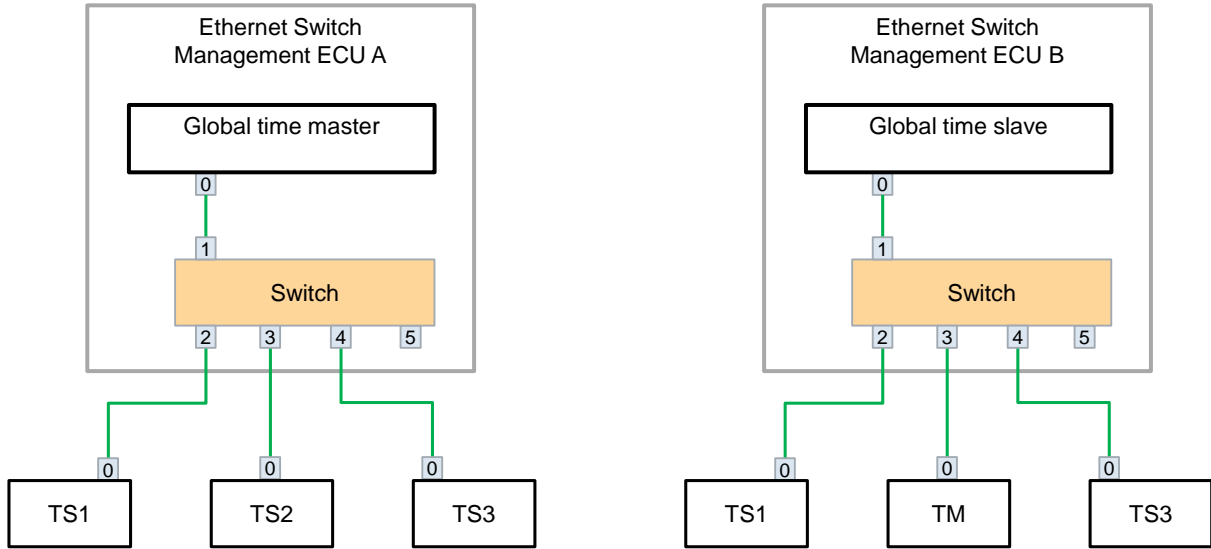 Ethernet Switch
Management ECU A
Global time master
0
1
Switch
2 3 4 5
0 0 0
TS1 TS2 TS3
Ethernet Switch
Management ECU B
Global time slave
0
1
Switch
2 3 4 5
0 0 0
TS1 TM TS3